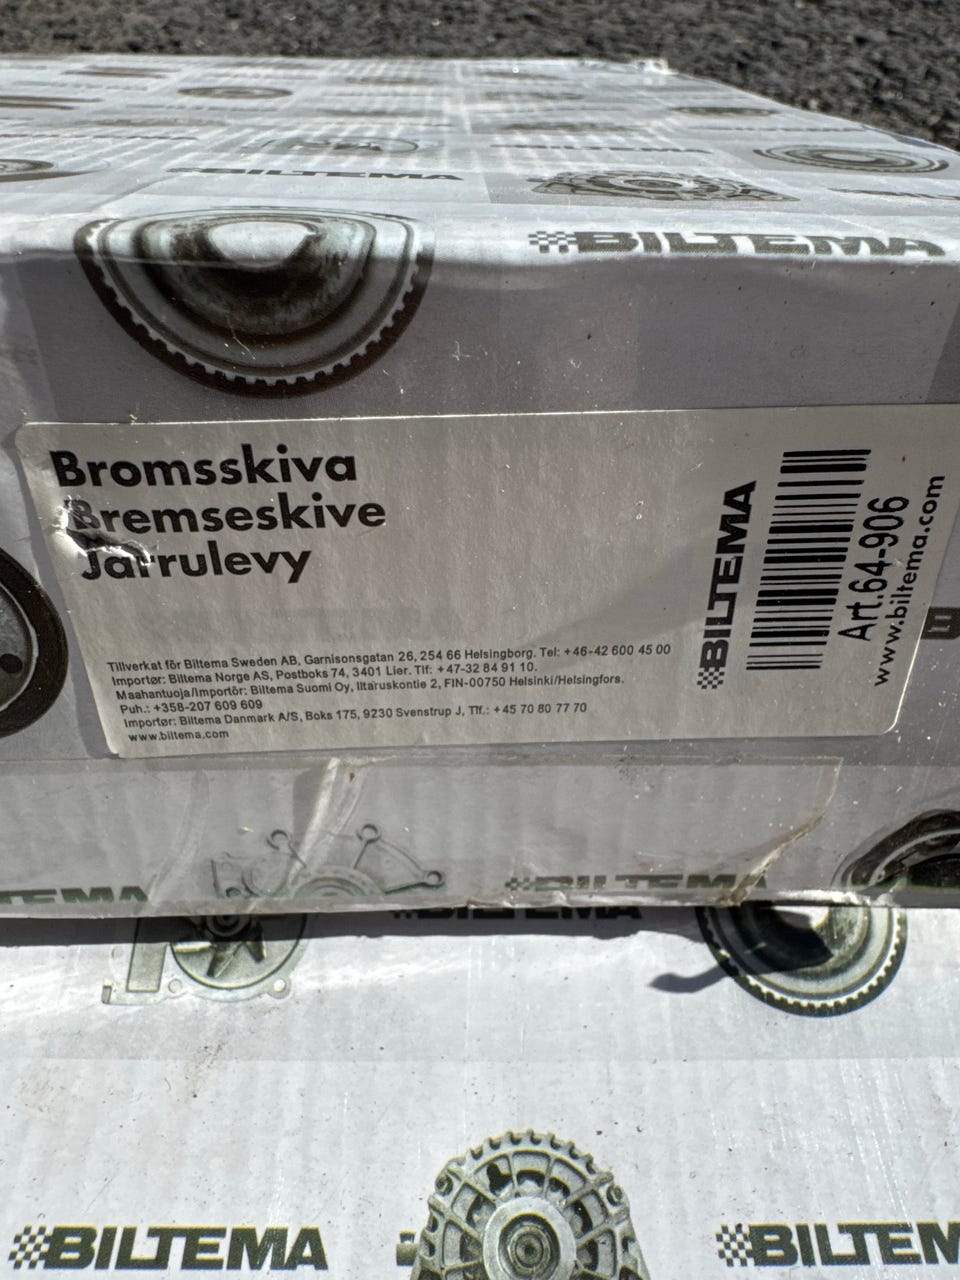 BILTEMA
BILTEMA
Bromsskiva
Bremseskive
Jarrulevy
Tillverkat för Biltema Sweden AB, Garnisonsgatan 26, 254 66 Helsingborg. Tel: +46-42 600 45 00
Importør: Biltema Norge AS, Postboks 74, 3401 Lier. Tlf: +47-32 84 91 10.
Maahantuoja/Importör: Biltema Suomi Oy, Iltaruskontie 2, FIN-00750 Helsinki/Helsingfors.
Puh.: +358-207 609 609
Importør: Biltema Danmark A/S, Boks 175, 9230 Svenstrup J, Tlf.: +45 70 80 77 70
www.biltema.com
BILTEMA
Art.64-906
www.biltema.com
TEMA
BILTEMA
BILTEMA
BILTEMA
BILTEM